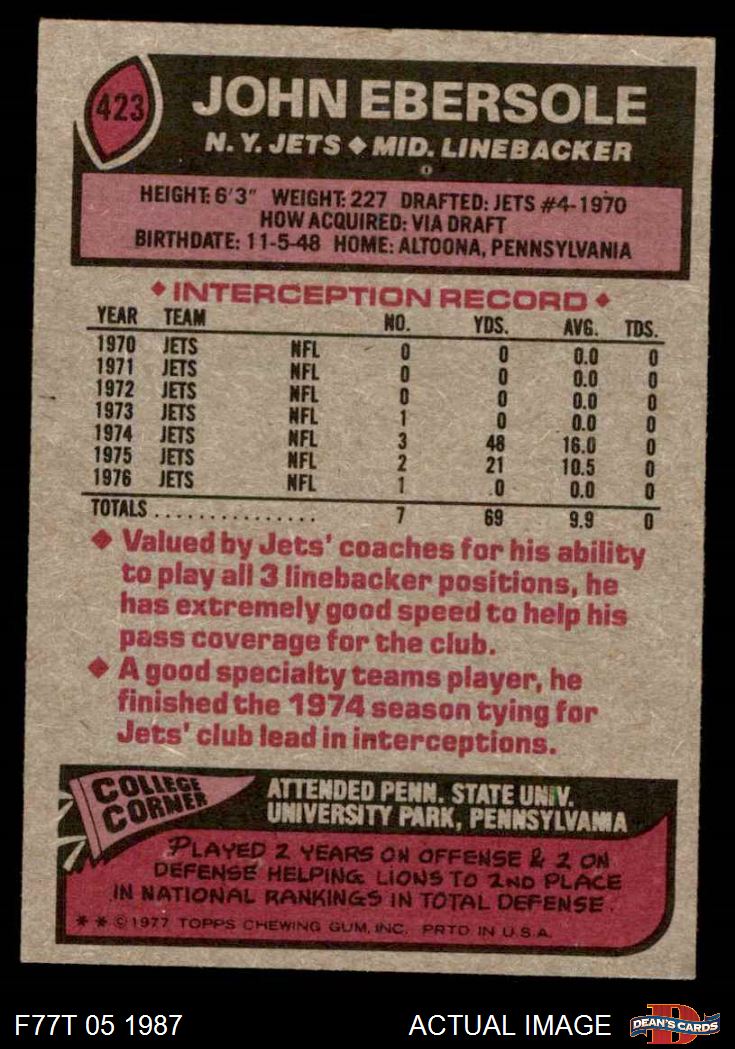 423
JOHN EBERSOLE
N. Y. JETS ◆ MID. LINEBACKER
HEIGHT: 6'3" WEIGHT: 227 DRAFTED: JETS #4-1970
HOW ACQUIRED: VIA DRAFT
BIRTHDATE: 11-5-48 HOME: ALTOONA, PENNSYLVANIA
◆ INTERCEPTION RECORD ◆
YEAR TEAM NO. YDS. AVG. TDS.
1970 JETS NFL 0 0 0.0 0
1971 JETS NFL 0 0 0.0 0
1972 JETS NFL 0 0 0.0 0
1973 JETS NFL 1 0 0.0 0
1974 JETS NFL 3 48 16.0 0
1975 JETS NFL 2 21 10.5 0
1976 JETS NFL 1 0 0.0 0
TOTALS ................ 7 69 9.9 0
◆ Valued by Jets' coaches for his ability
to play all 3 linebacker positions, he
has extremely good speed to help his
pass coverage for the club.
◆ A good specialty teams player, he
finished the 1974 season tying for
Jets' club lead in interceptions.
COLLEGE
CORNER
ATTENDED PENN. STATE UNIV.
UNIVERSITY PARK, PENNSYLVANIA
PLAYED 2 YEARS ON OFFENSE & 2 ON
DEFENSE HELPING LIONS TO 2ND PLACE
IN NATIONAL RANKINGS IN TOTAL DEFENSE.
* * © 1977 TOPPS CHEWING GUM, INC. PRTD IN U.S.A.
F77T 05 1987 ACTUAL IMAGE
D
DEAN'S CARDS